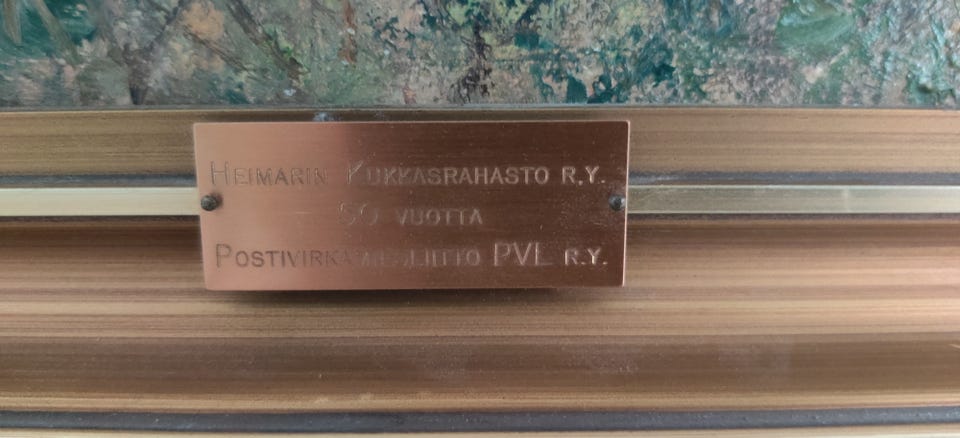 HEIMARIN KUKKASRAHASTO R.Y.
50 VUOTTA
POSTIVIRKAMIESLIITTO PVL R.Y.